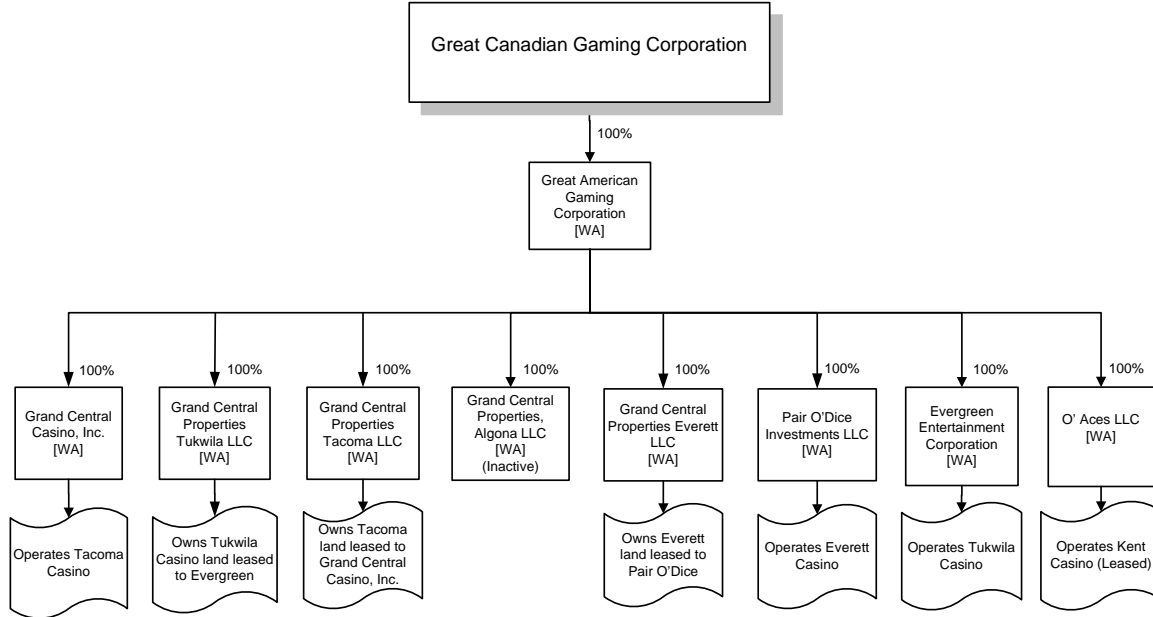 Great Canadian Gaming Corporation
100%
Great American
Gaming
Corporation
[WA]
100%
100%
100%
100%
100%
100%
100%
100%
Grand Central
Casino, Inc.
[WA]
Grand Central
Properties
Tukwila LLC
[WA]
Grand Central
Properties
Tacoma LLC
[WA]
Grand Central
Properties,
Algona LLC
[WA]
(Inactive)
Grand Central
Properties Everett
LLC
[WA]
Pair O’Dice
Investments LLC
[WA]
Evergreen
Entertainment
Corporation
[WA]
O’ Aces LLC
[WA]
Operates Tacoma
Casino
Owns Tukwila
Casino land leased
to Evergreen
Owns Tacoma
land leased to
Grand Central
Casino, Inc.
Owns Everett
land leased to
Pair O’Dice
Operates Everett
Casino
Operates Tukwila
Casino
Operates Kent
Casino (Leased)